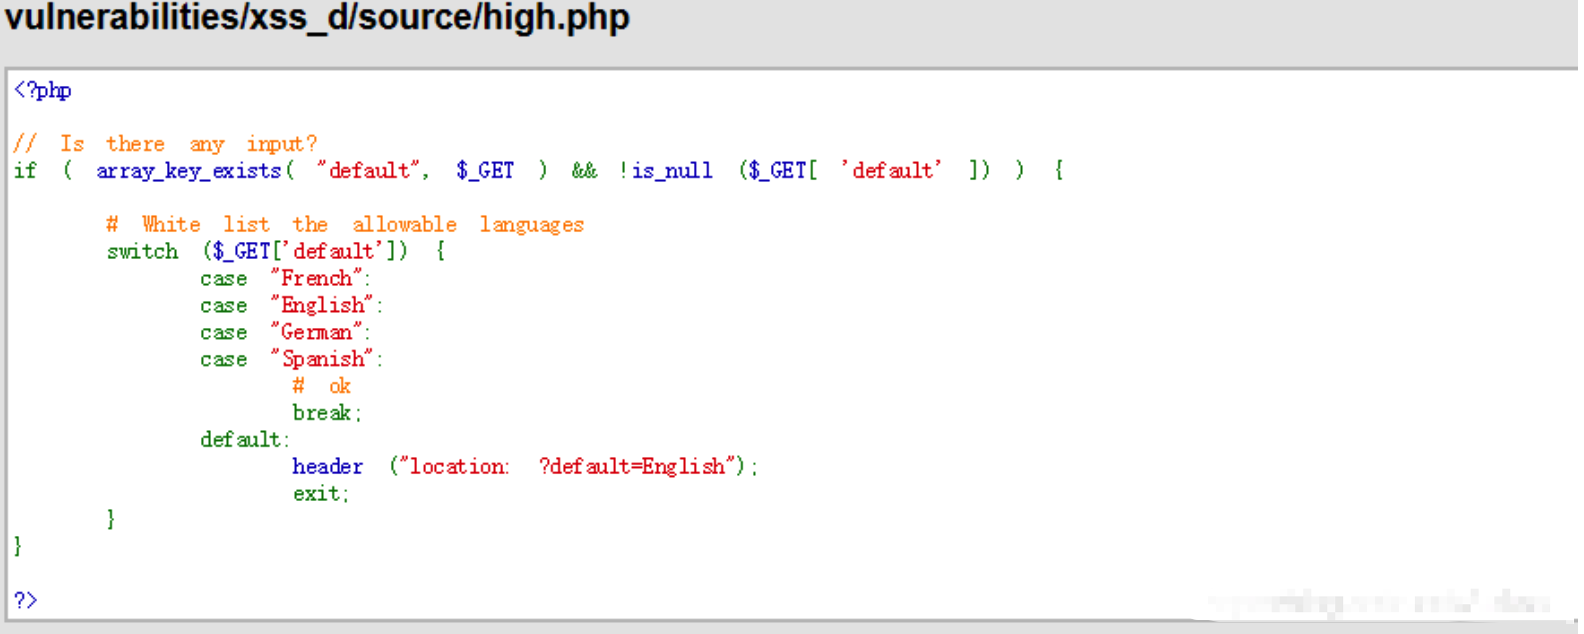 vulnerabilities/xss_d/source/high.php
<?php
// Is there any input?
if ( array_key_exists( "default", $_GET ) && !is_null ($_GET[ 'default' ]) ) {
# White list the allowable languages
switch ($_GET['default']) {
case "French":
case "English":
case "German":
case "Spanish":
# ok
break;
default:
header ("location: ?default=English");
exit;
}
}
?>